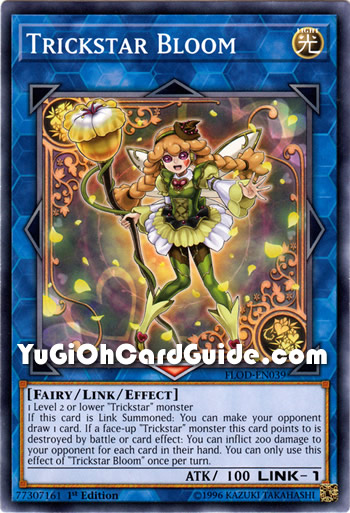 TRICKSTAR BLOOM
LIGHT
光
YuGiOhCardGuide.com
FLOD-EN039
[FAIRY/LINK/EFFECT]
1 Level 2 or lower "Trickstar" monster
If this card is Link Summoned: You can make your opponent
draw 1 card. If a face-up "Trickstar" monster this card points to is
destroyed by battle or card effect: You can inflict 200 damage to
your opponent for each card in their hand. You can only use this
effect of "Trickstar Bloom" once per turn.
ATK/ 100 LINK-1
77307161 1st Edition ©1996 KAZUKI TAKAHASHI